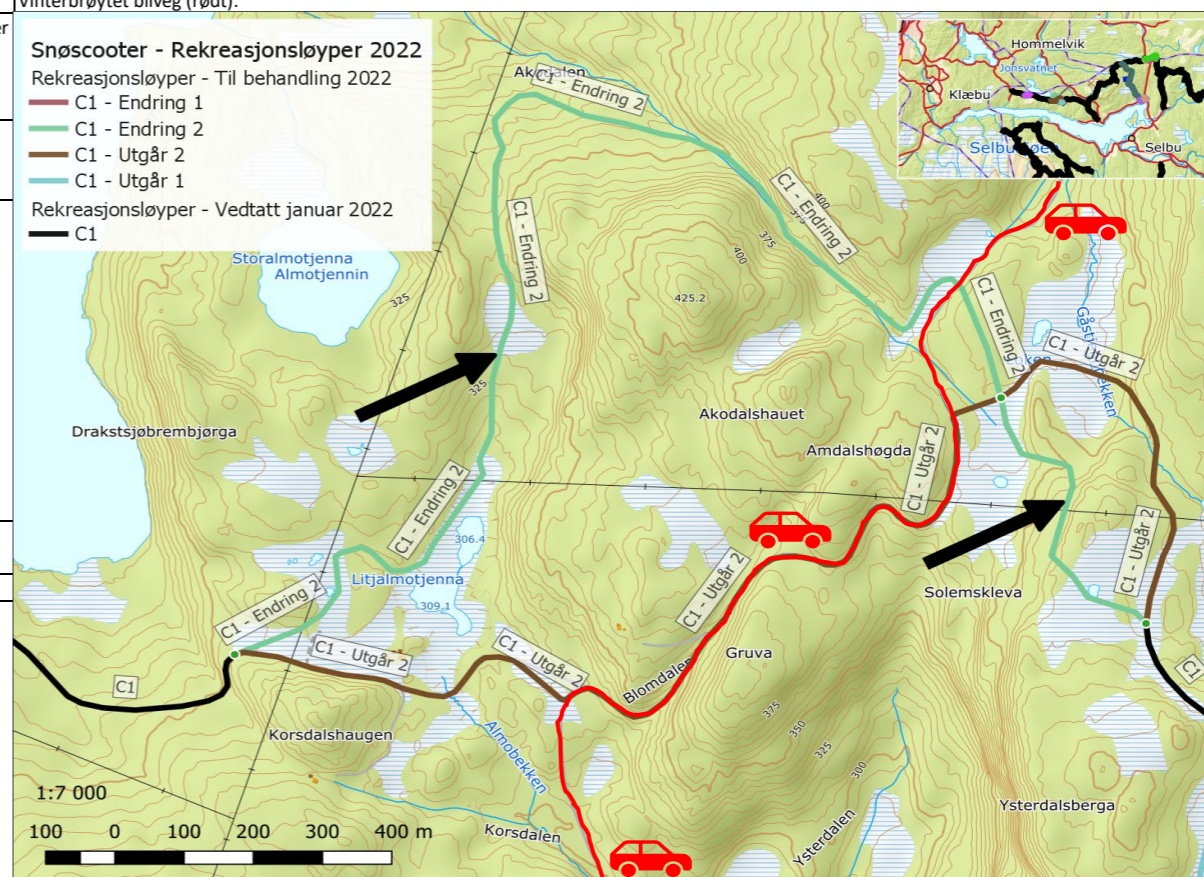 Vinterbrøytet bilveg (rødt).
er
Snøscooter - Rekreasjonsløyper 2022
Rekreasjonsløyper - Til behandling 2022
C1 - Endring 1
C1 - Endring 2
C1 - Utgår 2
C1 - Utgår 1
Rekreasjonsløyper - Vedtatt januar 2022
C1
Hommelvik
Jonsvatnet
Klæbu
Selbusjøen
Selbu
Akodalen
C1 - Endring 2
C1 - Endring 2
400
375
C1 - Endring 2
375
400
425.2
Storalmotjenna
Almotjennin
325
325
C1 - Endring 2
C1 - Utgår 2
Drakstsjøbrembjørga
Akodalshauet
Amdalshøgda
C1 - Utgår 2
C1 - Endring 2
306.4
C1 - Utgår 2
Litjalmotjenna
309.1
C1 - Utgår 2
Solemskleva
C1 - Endring 2
C1 - Utgår 2
C1 - Utgår 2
Gruva
C1
Blomdalen
C1
Korsdalshaugen
Almobekken
375
350
325
300
1:7 000
Ysterdalsberga
Korsdalen
Ysterdalen
100 0 100 200 300 400 m